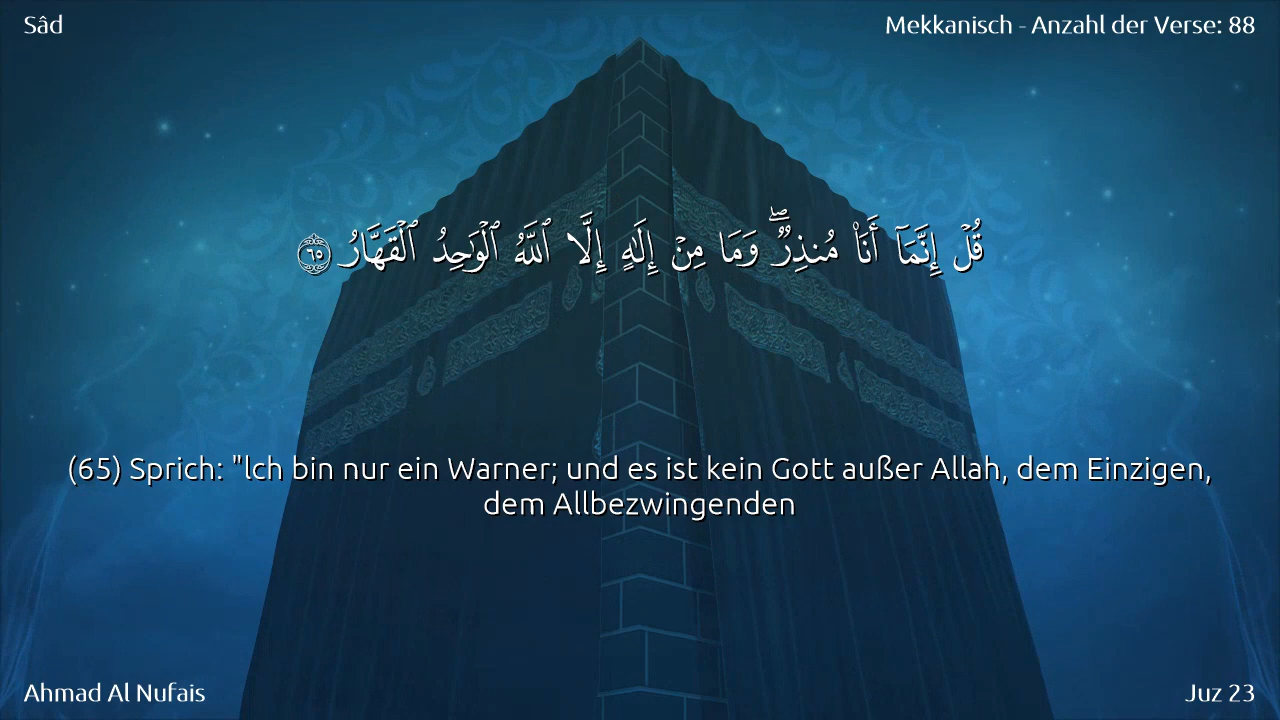 Sâd
Mekkanisch - Anzahl der Verse: 88
قُلۡ إِنَّمَآ أَنَا۠ مُنذِرٞۖ وَمَا مِنۡ إِلَٰهٍ إِلَّا ٱللَّهُ ٱلۡوَٰحِدُ ٱلۡقَهَّارُ ٦٥
(65) Sprich: "lch bin nur ein Warner; und es ist kein Gott außer Allah, dem Einzigen,
dem Allbezwingenden
Ahmad Al Nufais
Juz 23